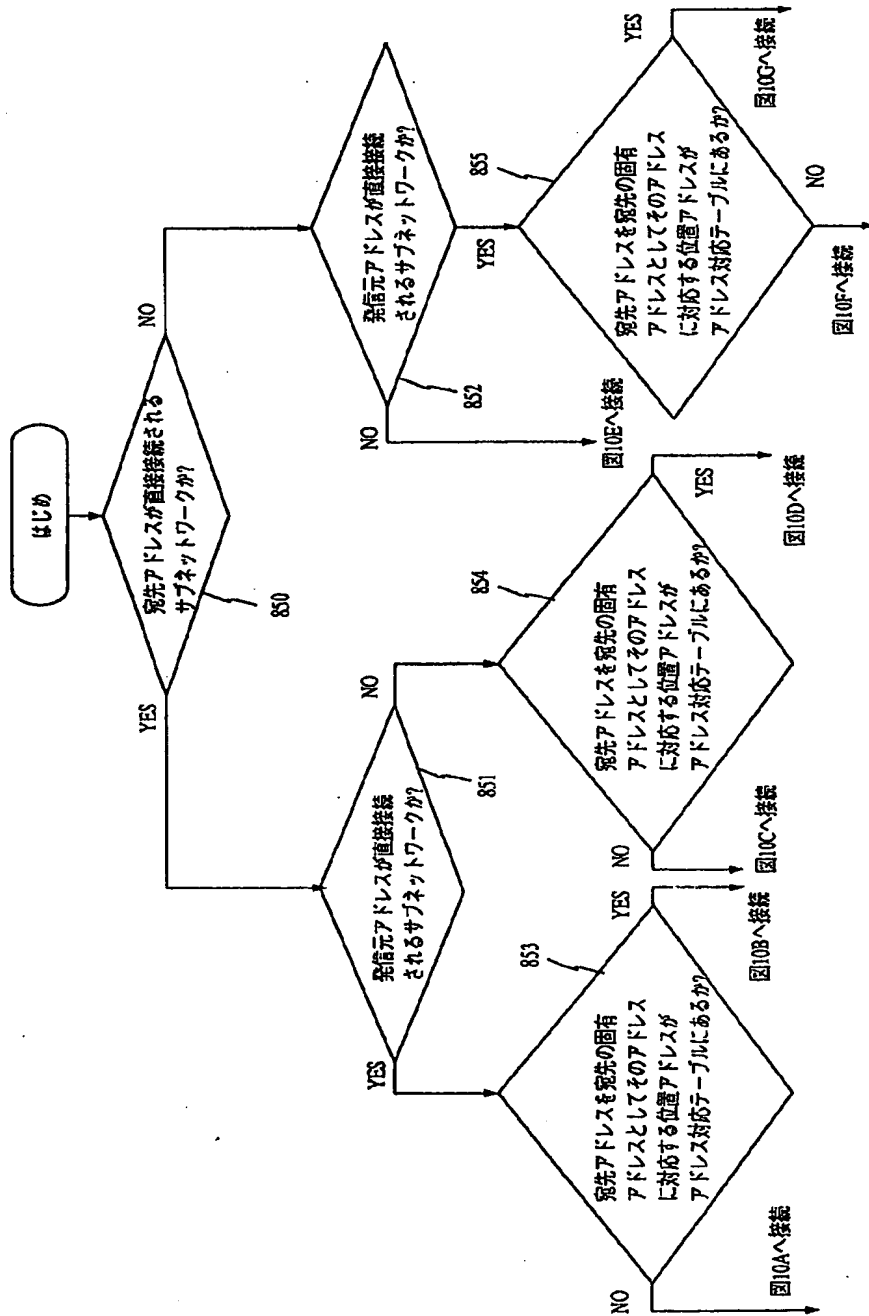 はじめ
宛先アドレスが直接接続される
サブネットワークか?
850
YES
NO
発信元アドレスが直接接続
されるサブネットワークか?
851
YES
NO
発信元アドレスが直接接続
されるサブネットワークか?
852
NO
YES
図10Eへ接続
宛先アドレスを宛先の固有
アドレスとしてそのアドレス
に対応する位置アドレスが
アドレス対応テーブルにあるか?
853
NO
YES
図10Aへ接続
図10Bへ接続
宛先アドレスを宛先の固有
アドレスとしてそのアドレス
に対応する位置アドレスが
アドレス対応テーブルにあるか?
854
NO
YES
図10Cへ接続
図10Dへ接続
宛先アドレスを宛先の固有
アドレスとしてそのアドレス
に対応する位置アドレスが
アドレス対応テーブルにあるか?
855
NO
YES
図10Fへ接続
図10Gへ接続